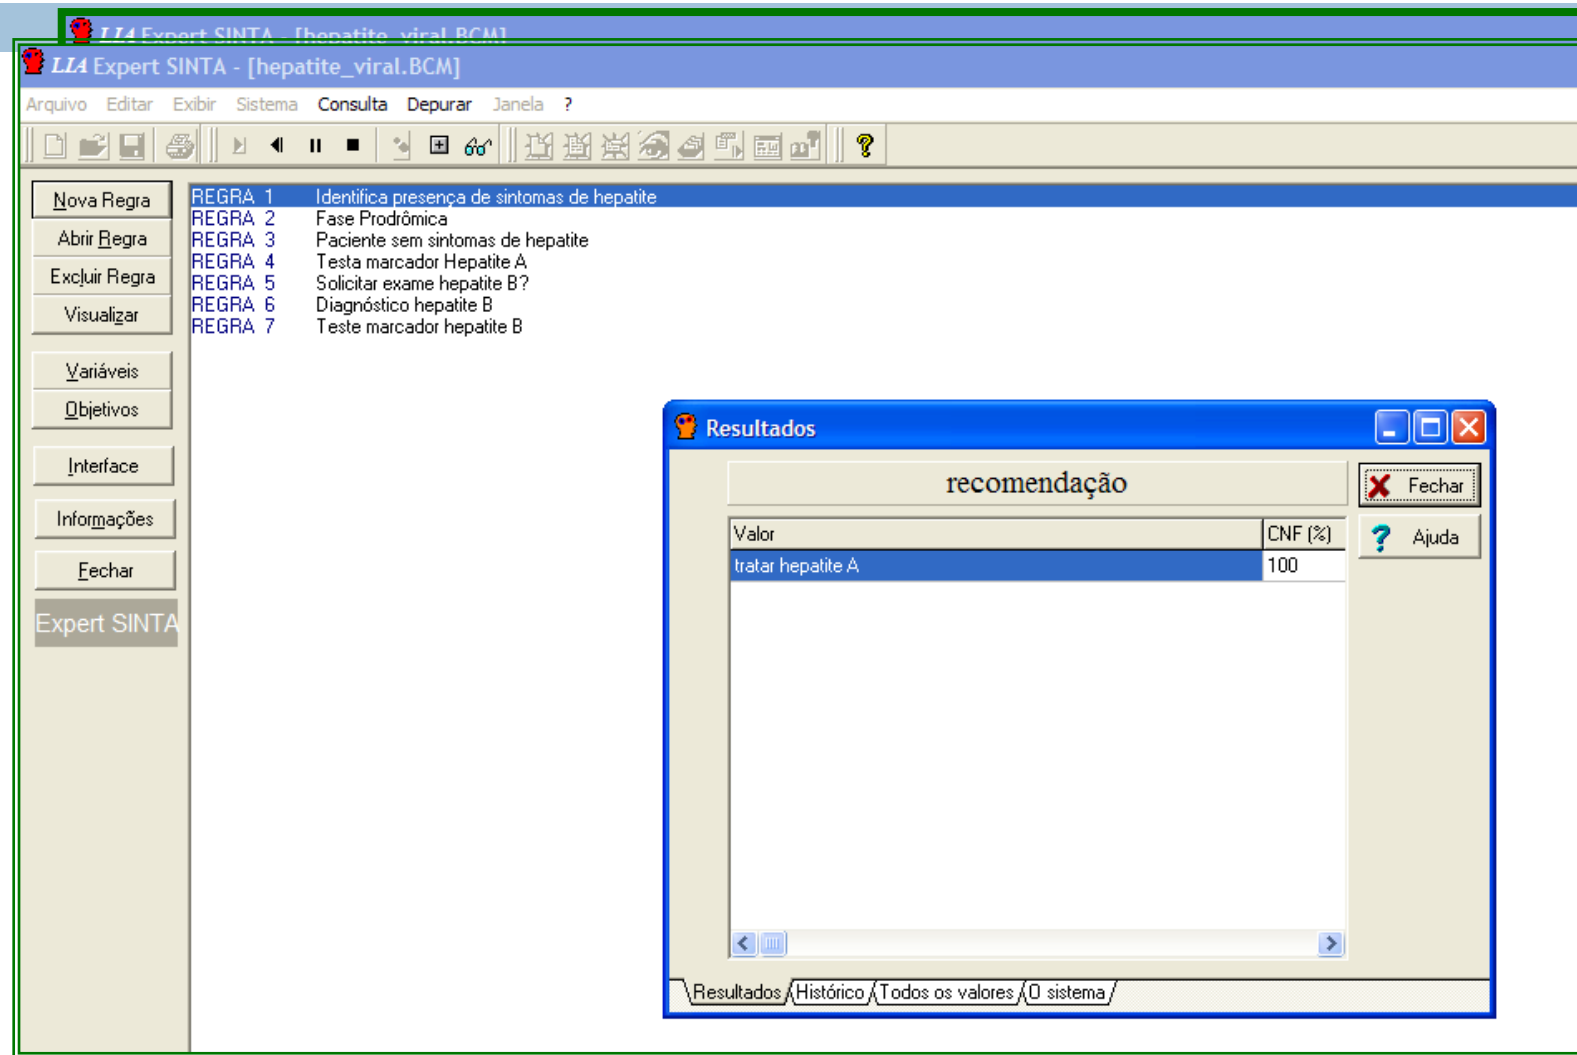 LIA Expert SINTA - [hepatite_viral.BCM]
LIA Expert SINTA - [hepatite_viral.BCM]
Arquivo Editar Exibir Sistema Consulta Depurar Janela ?
Nova Regra
Abrir Regra
Excluir Regra
Visualizar
Variáveis
Objetivos
Interface
Informações
Fechar
Expert SINTA
REGRA 1 Identifica presença de sintomas de hepatite
REGRA 2 Fase Prodrômica
REGRA 3 Paciente sem sintomas de hepatite
REGRA 4 Testa marcador Hepatite A
REGRA 5 Solicitar exame hepatite B?
REGRA 6 Diagnóstico hepatite B
REGRA 7 Teste marcador hepatite B
Resultados
recomendação
Valor CNF (%)
tratar hepatite A 100
Fechar
Ajuda
Resultados Histórico Todos os valores O sistema